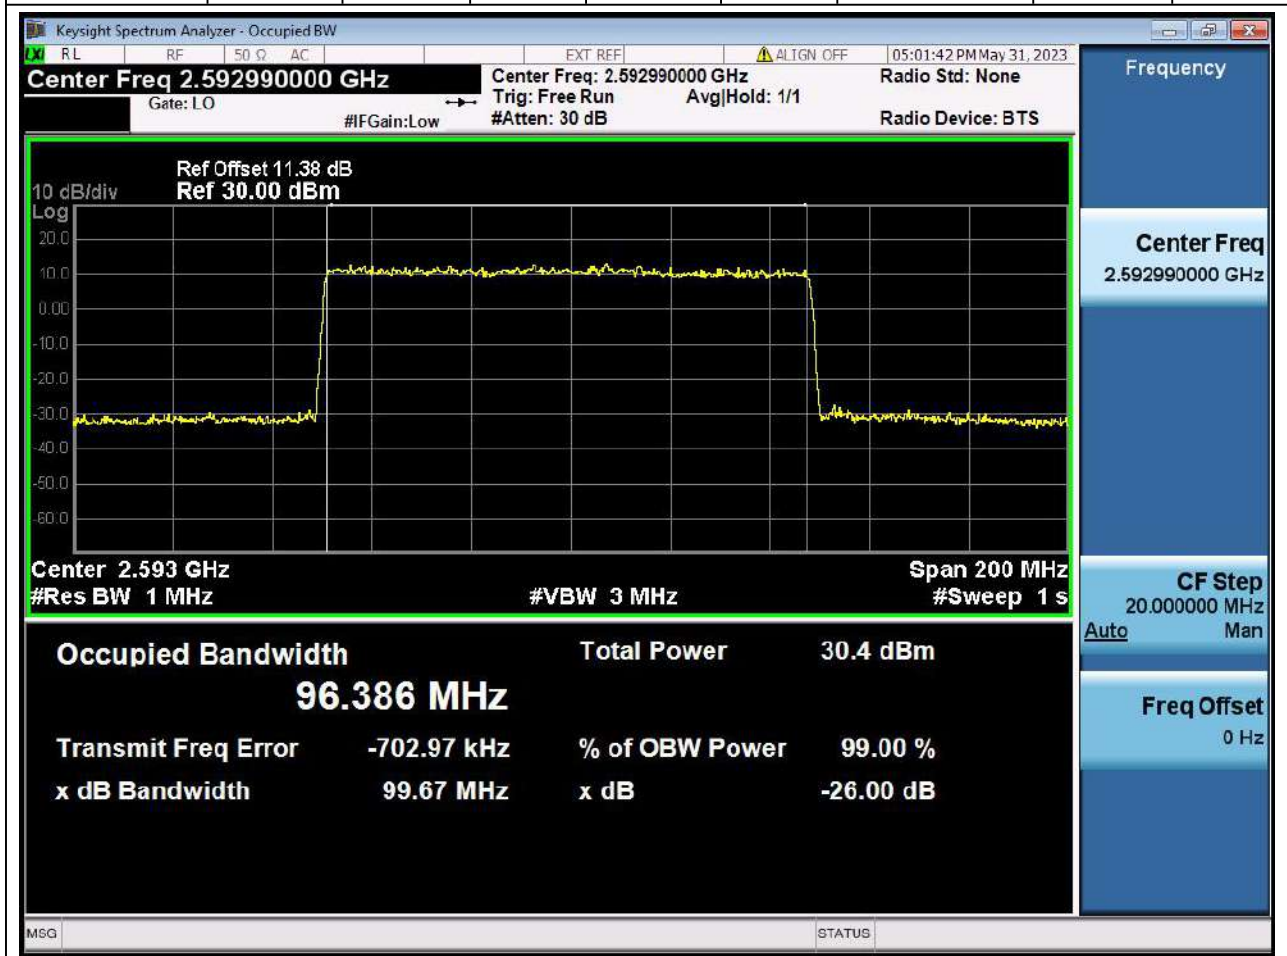 Keysight Spectrum Analyzer - Occupied BW
LXI RL RF 50 Ω AC EXT REF ALIGN OFF 05:01:42 PM May 31, 2023
Center Freq 2.592990000 GHz
Gate: LO
#IFGain:Low
Center Freq: 2.592990000 GHz
Trig: Free Run Avg|Hold: 1/1
#Atten: 30 dB
Radio Std: None
Radio Device: BTS
Ref Offset 11.38 dB
10 dB/div Ref 30.00 dBm
Log
20.0
10.0
0.00
-10.0
-20.0
-30.0
-40.0
-50.0
-60.0
Center 2.593 GHz Span 200 MHz
#Res BW 1 MHz #VBW 3 MHz #Sweep 1 s
Occupied Bandwidth Total Power 30.4 dBm
96.386 MHz
Transmit Freq Error -702.97 kHz % of OBW Power 99.00 %
x dB Bandwidth 99.67 MHz x dB -26.00 dB
MSG STATUS
Frequency
Center Freq
2.592990000 GHz
CF Step
20.000000 MHz
Auto Man
Freq Offset
0 Hz